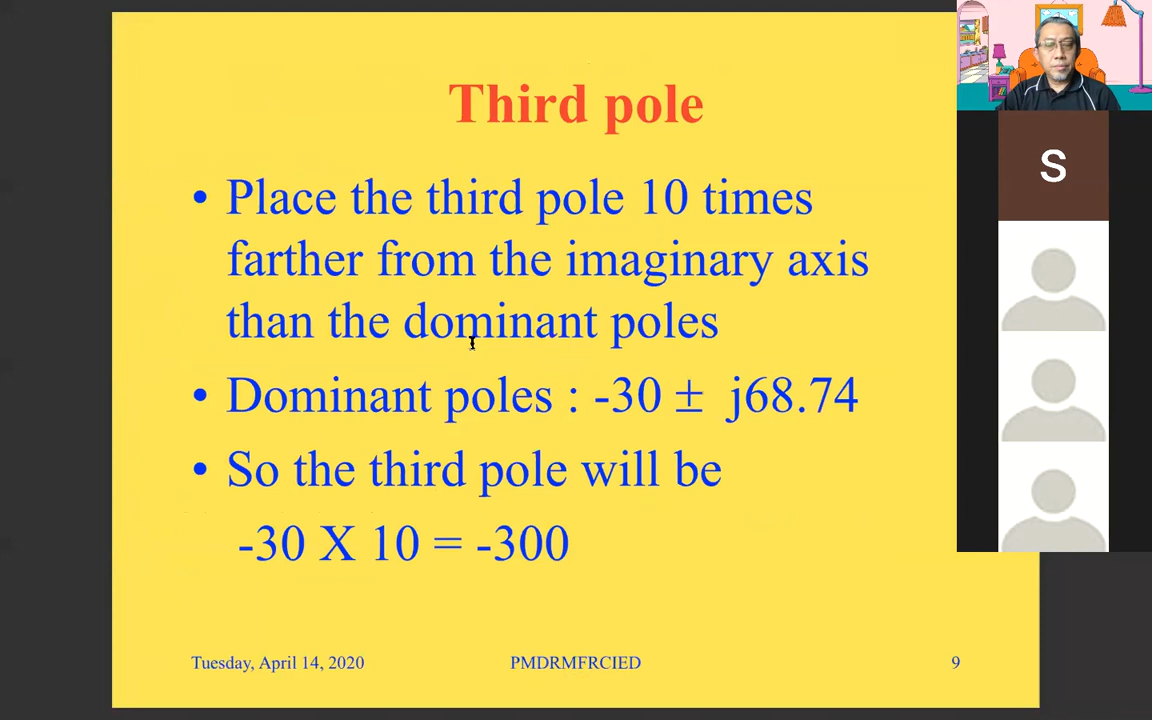 Third pole
• Place the third pole 10 times
farther from the imaginary axis
than the dominant poles
• Dominant poles : -30 ± j68.74
• So the third pole will be
-30 X 10 = -300
Tuesday, April 14, 2020
PMDRMFRCIED
9
S